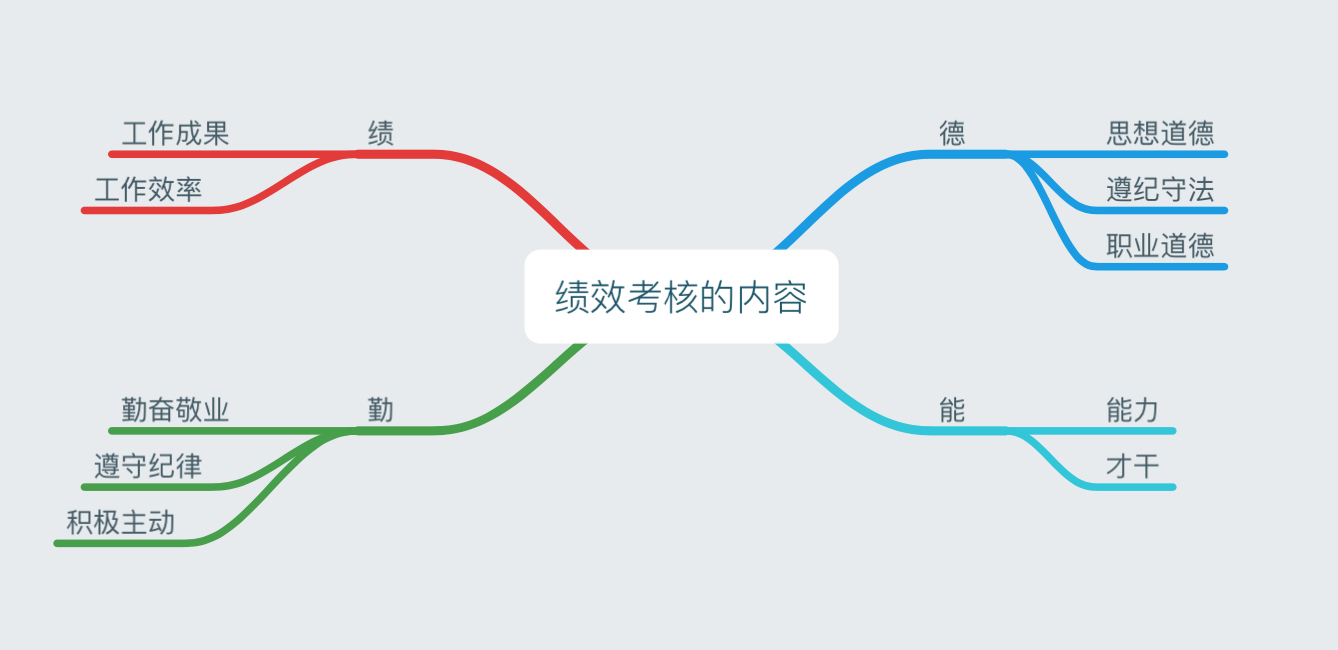 绩效考核的内容
德
思想道德
遵纪守法
职业道德
能
能力
才干
绩
工作成果
工作效率
勤
勤奋敬业
遵守纪律
积极主动